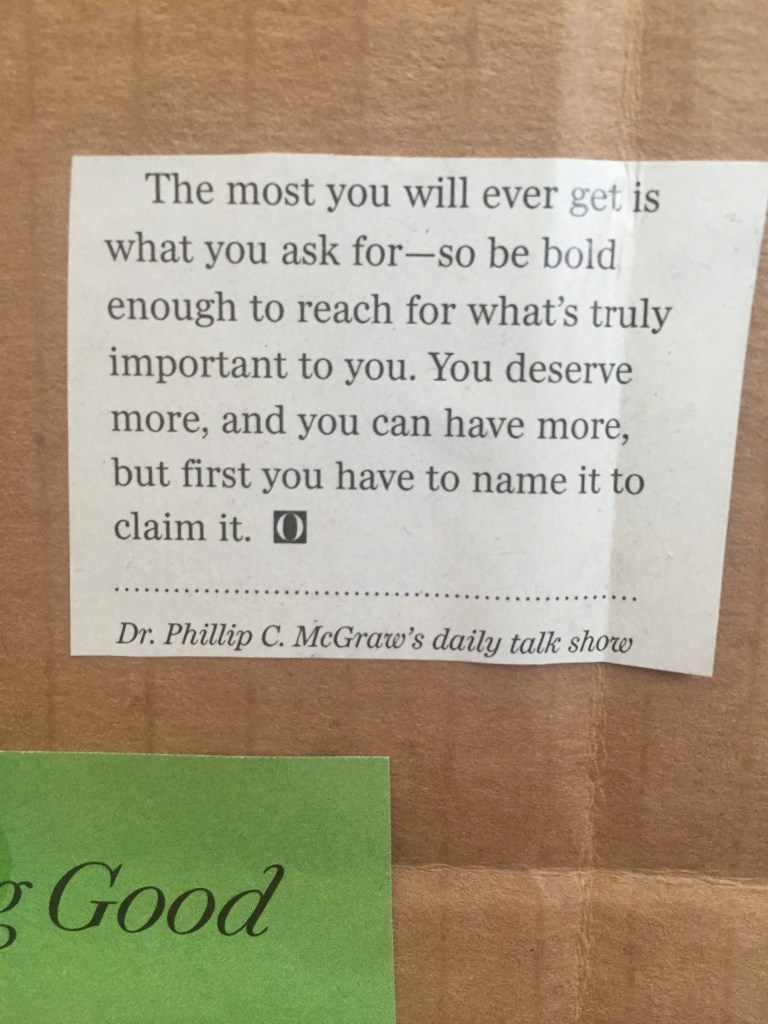 The most you will ever get is
what you ask for—so be bold
enough to reach for what's truly
important to you. You deserve
more, and you can have more,
but first you have to name it to
claim it. O
Dr. Phillip C. McGraw's daily talk show
g Good